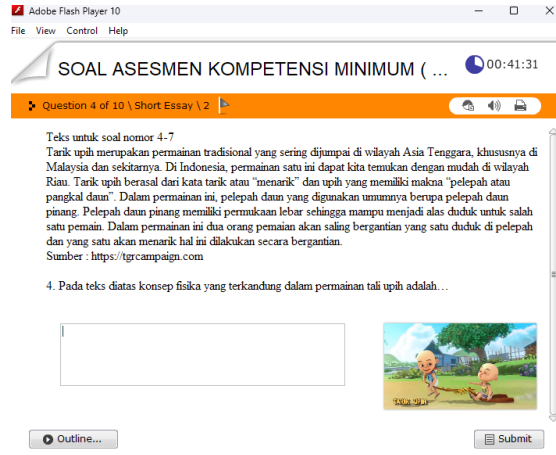 Adobe Flash Player 10
File View Control Help
SOAL ASESMEN KOMPETENSI MINIMUM ( ...
00:41:31
Question 4 of 10 \ Short Essay \ 2
Teks untuk soal nomor 4-7
Tarik upih merupakan permainan tradisional yang sering dijumpai di wilayah Asia Tenggara, khususnya di
Malaysia dan sekitarnya. Di Indonesia, permainan satu ini dapat kita temukan dengan mudah di wilayah
Riau. Tarik upih berasal dari kata tarik atau “menarik” dan upih yang memiliki makna “pelepah atau
pangkal daun”. Dalam permainan ini, pelepah daun yang digunakan umumnya berupa pelepah daun
pinang. Pelepah daun pinang memiliki permukaan lebar sehingga mampu menjadi alas duduk untuk salah
satu pemain. Dalam permainan ini dua orang pemaian akan saling bergantian yang satu duduk di pelepah
dan yang satu akan menarik hal ini dilakukan secara bergantian.
Sumber : https://tgrcampaign.com
4. Pada teks diatas konsep fisika yang terkandung dalam permainan tali upih adalah…
TARIK UPIH
Outline...
Submit